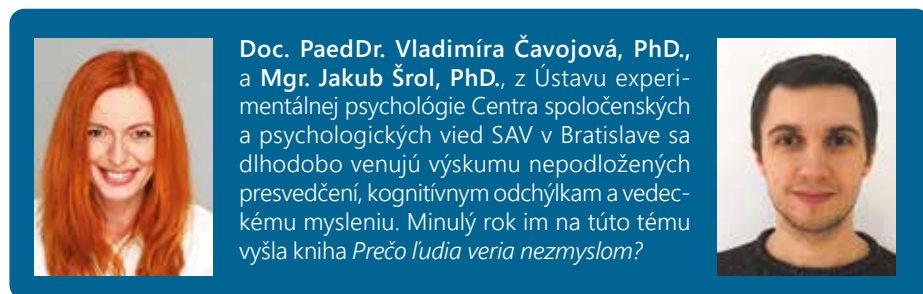 Doc. PaedDr. Vladimíra Čavojová, PhD.,
a Mgr. Jakub Šrol, PhD., z Ústavu experi-
mentálnej psychológie Centra spoločenských
a psychologických vied SAV v Bratislave sa
dlhodobo venujú výskumu nepodložených
presvedčení, kognitívnym odchýlkam a vedec-
kému mysleniu. Minulý rok im na túto tému
vyšla kniha Prečo ľudia veria nezmyslom?